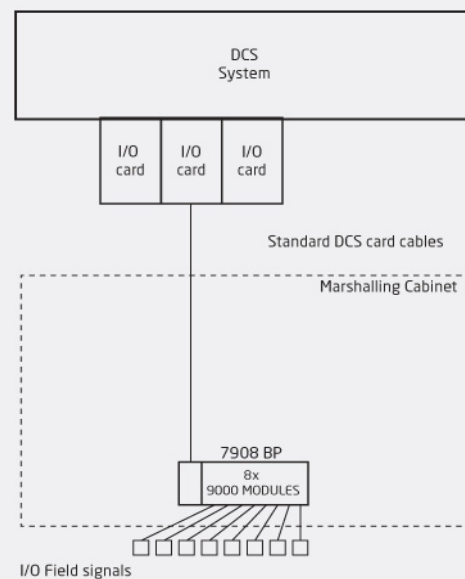 DCS
System
I/O
card
I/O
card
I/O
card
Standard DCS card cables
Marshalling Cabinet
7908 BP
8x
9000 MODULES
I/O Field signals